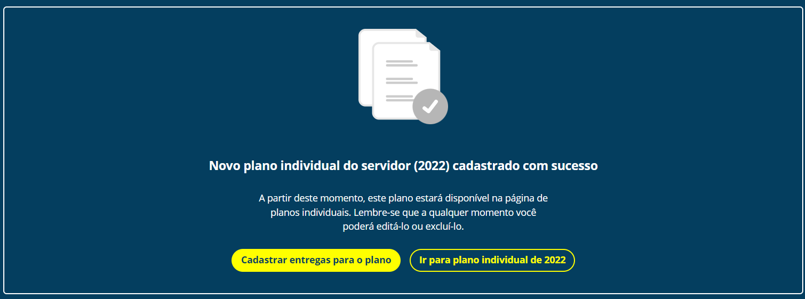 Novo plano individual do servidor (2022) cadastrado com sucesso
A partir deste momento, este plano estará disponível na página de
planos individuais. Lembre-se que a qualquer momento você
poderá editá-lo ou excluí-lo.
Cadastrar entregas para o plano
Ir para plano individual de 2022